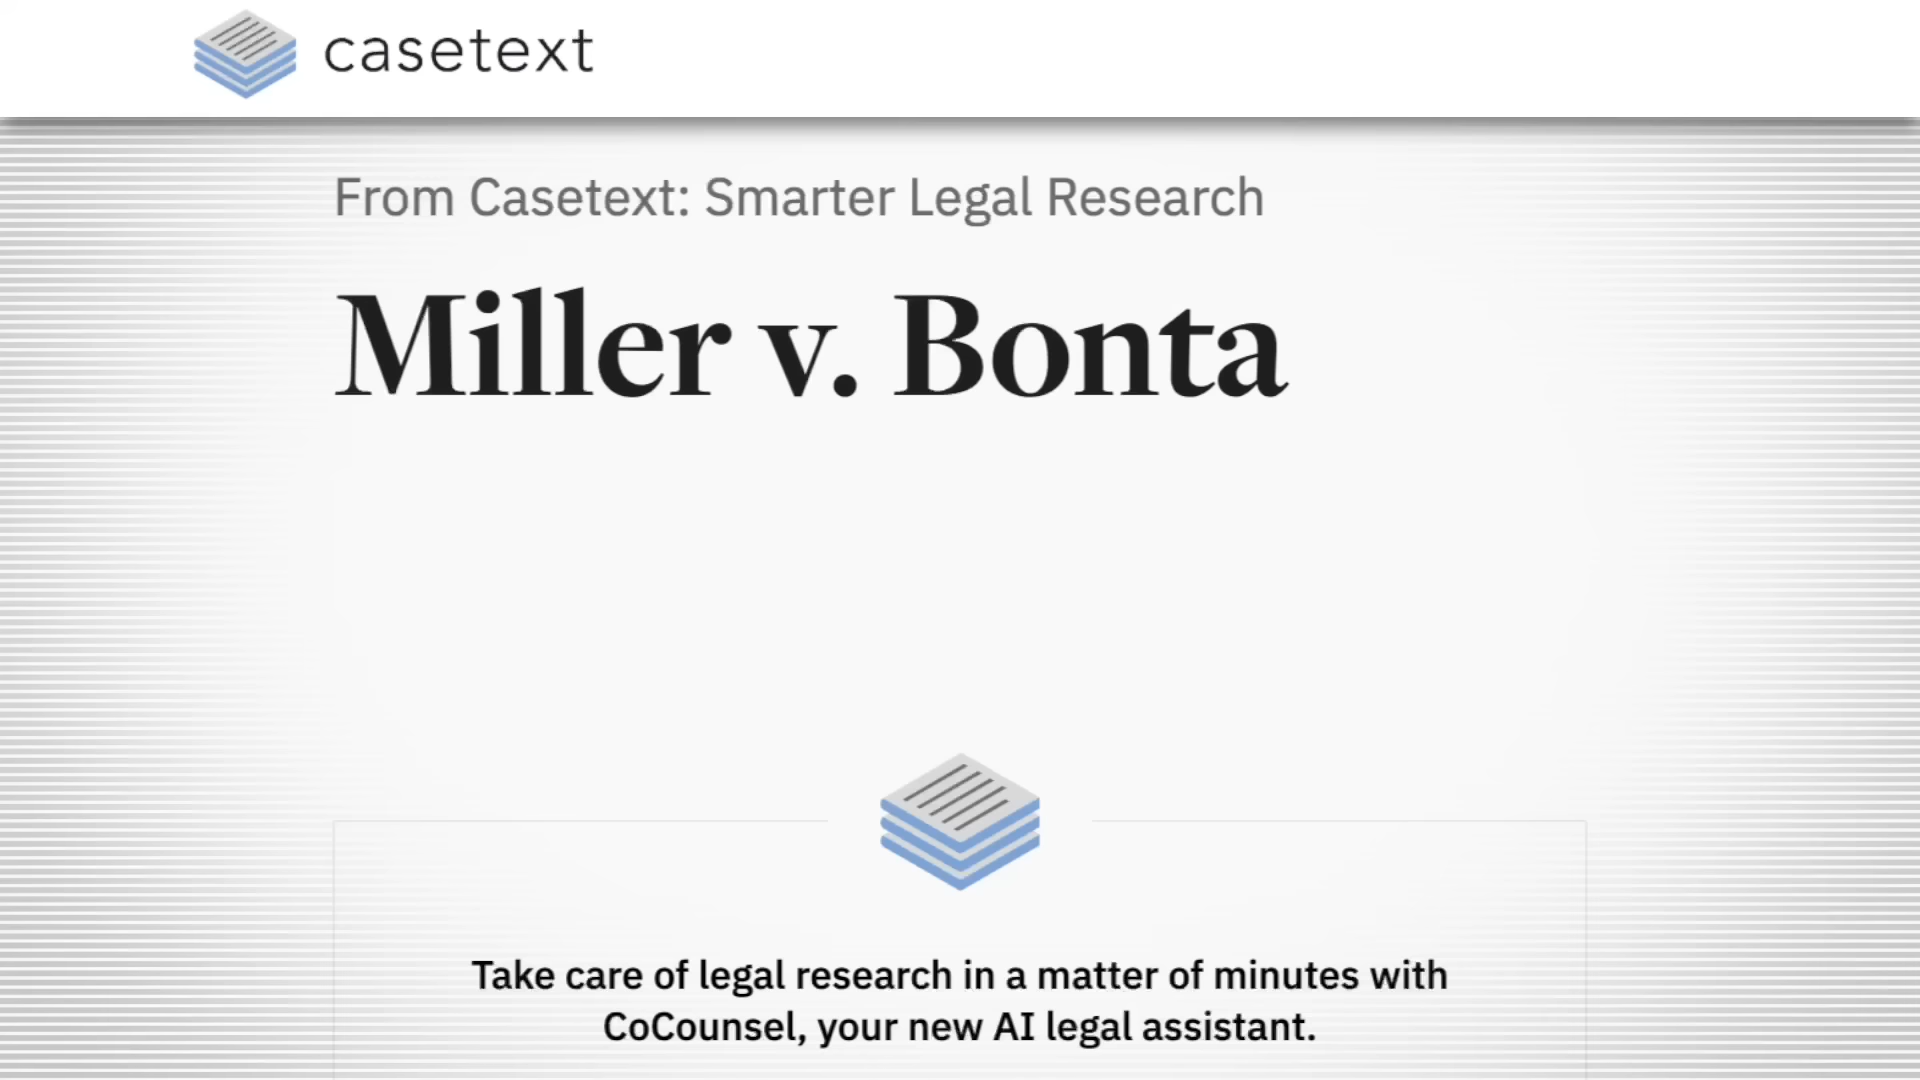 casetext
From Casetext: Smarter Legal Research
Miller v. Bonta
Take care of legal research in a matter of minutes with
CoCounsel, your new AI legal assistant.